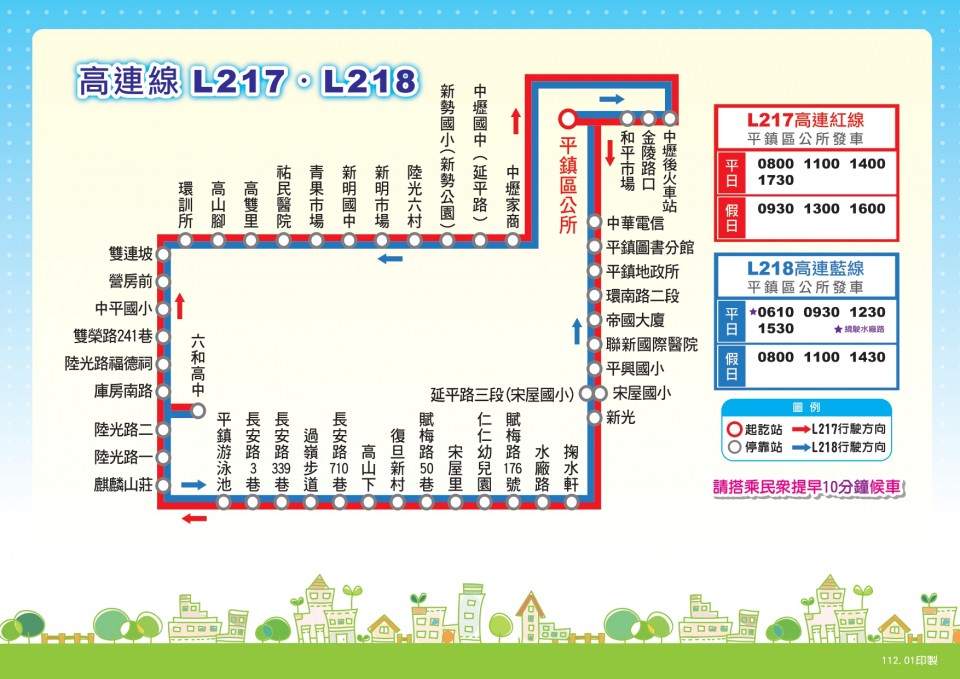 高連線 L217・L218
環訓所
高山腳
高雙里
祐民醫院
青果市場
新明國中
新明市場
陸光六村
新勢國小(新勢公園)
中壢國中(延平路)
中壢家商
平鎮區公所
和平市場
金陵路口
中壢後火車站
中華電信
平鎮圖書分館
平鎮地政所
環南路二段
帝國大廈
聯新國際醫院
平興國小
延平路三段(宋屋國小)
宋屋國小
新光
雙連坡
營房前
中平國小
雙榮路241巷
陸光路福德祠
庫房南路
陸光路二
陸光路一
麒麟山莊
六和高中
平鎮游泳池
長安路3巷
長安路339巷
過嶺步道
長安路710巷
高山下
復旦新村
賦梅路50巷
宋屋里
仁仁幼兒園
賦梅路176號
水廠路
掬水軒
L217高連紅線
平鎮區公所發車
平日
0800 1100 1400
1730
假日
0930 1300 1600
L218高連藍線
平鎮區公所發車
平日
★0610 0930 1230
1530 ★繞駛水廠路
假日
0800 1100 1430
圖例
起訖站 L217行駛方向
停靠站 L218行駛方向
請搭乘民眾提早10分鐘候車
112.01印製